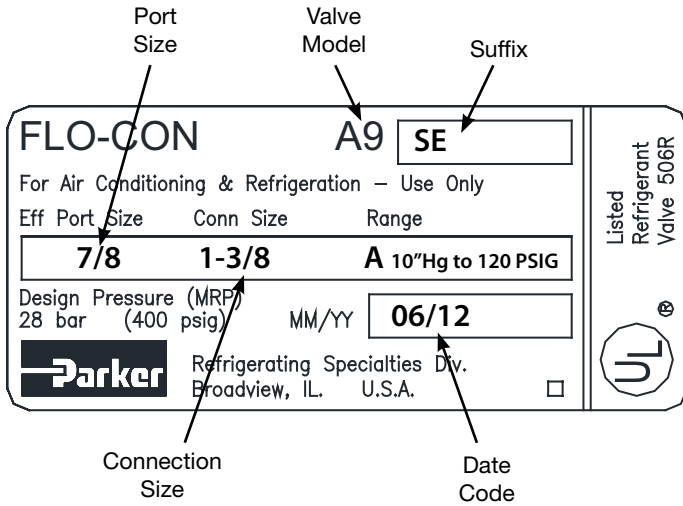 Port
Size
Valve
Model
Suffix
FLO-CON A9 SE
For Air Conditioning & Refrigeration – Use Only
Eff Port Size Conn Size Range
7/8 1-3/8 A 10"Hg to 120 PSIG
Design Pressure (MRP)
28 bar (400 psig) MM/YY 06/12
Parker
Refrigerating Specialties Div.
Broadview, IL. U.S.A.
Listed
Refrigerant
Valve 506R
UL ®
Connection
Size
Date
Code